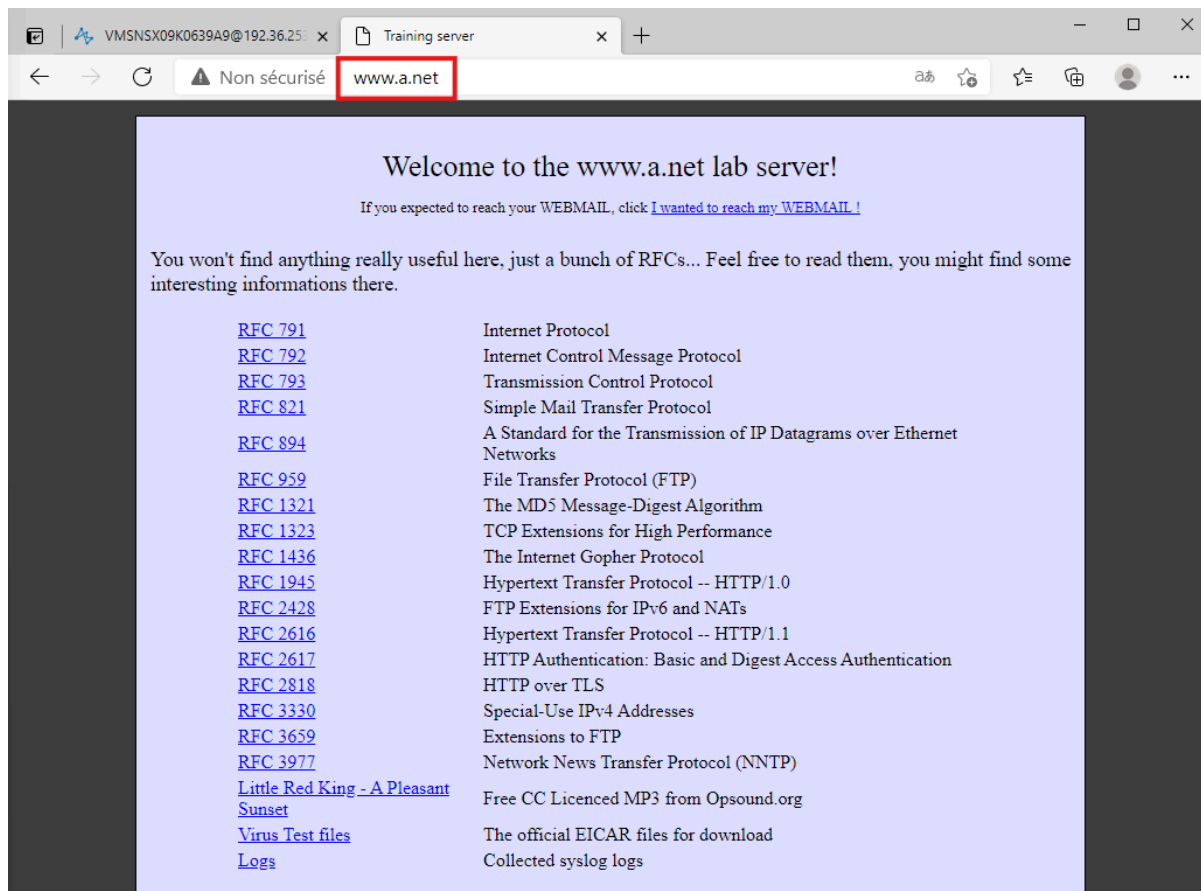 VMSNSX09K0639A9@192.36.253
Training server
Non sécurisé www.a.net
Welcome to the www.a.net lab server!
If you expected to reach your WEBMAIL, click I wanted to reach my WEBMAIL !
You won't find anything really useful here, just a bunch of RFCs... Feel free to read them, you might find some
interesting informations there.
RFC 791 Internet Protocol
RFC 792 Internet Control Message Protocol
RFC 793 Transmission Control Protocol
RFC 821 Simple Mail Transfer Protocol
RFC 894 A Standard for the Transmission of IP Datagrams over Ethernet
Networks
RFC 959 File Transfer Protocol (FTP)
RFC 1321 The MD5 Message-Digest Algorithm
RFC 1323 TCP Extensions for High Performance
RFC 1436 The Internet Gopher Protocol
RFC 1945 Hypertext Transfer Protocol -- HTTP/1.0
RFC 2428 FTP Extensions for IPv6 and NATs
RFC 2616 Hypertext Transfer Protocol -- HTTP/1.1
RFC 2617 HTTP Authentication: Basic and Digest Access Authentication
RFC 2818 HTTP over TLS
RFC 3330 Special-Use IPv4 Addresses
RFC 3659 Extensions to FTP
RFC 3977 Network News Transfer Protocol (NNTP)
Little Red King - A Pleasant
Sunset Free CC Licenced MP3 from Opsound.org
Virus Test files The official EICAR files for download
Logs Collected syslog logs